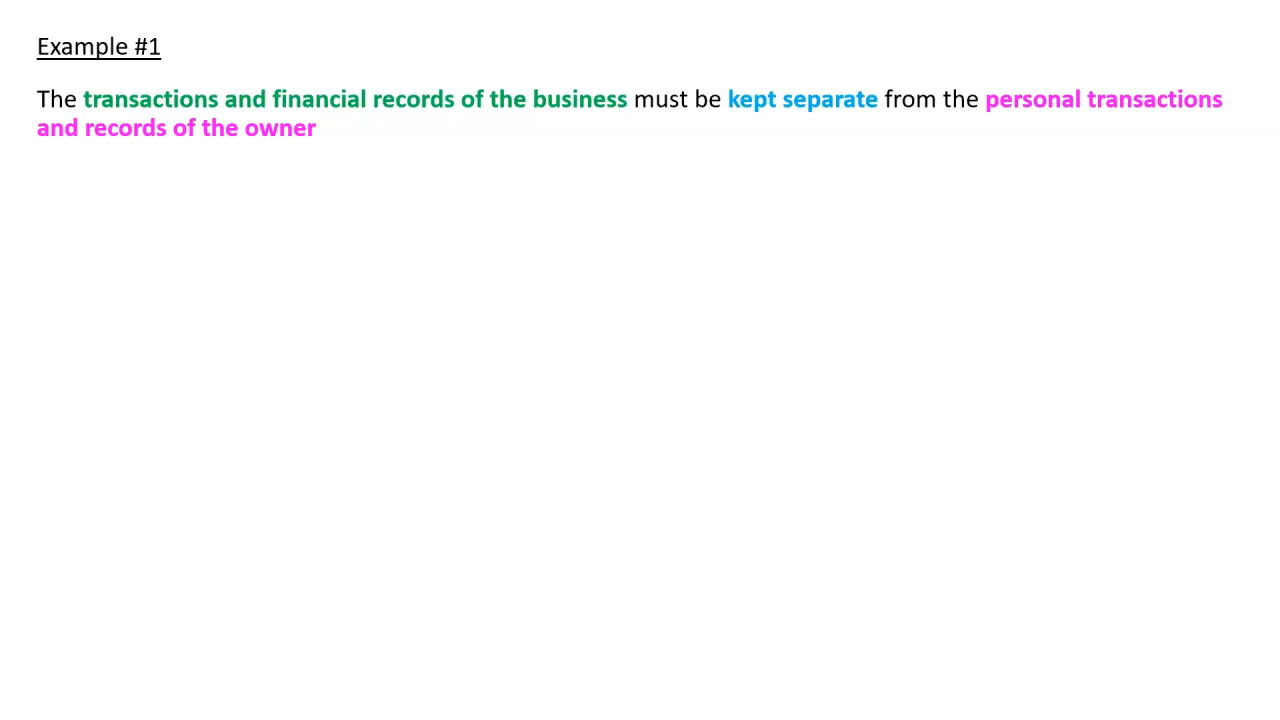 Example #1
The transactions and financial records of the business must be kept separate from the personal transactions
and records of the owner